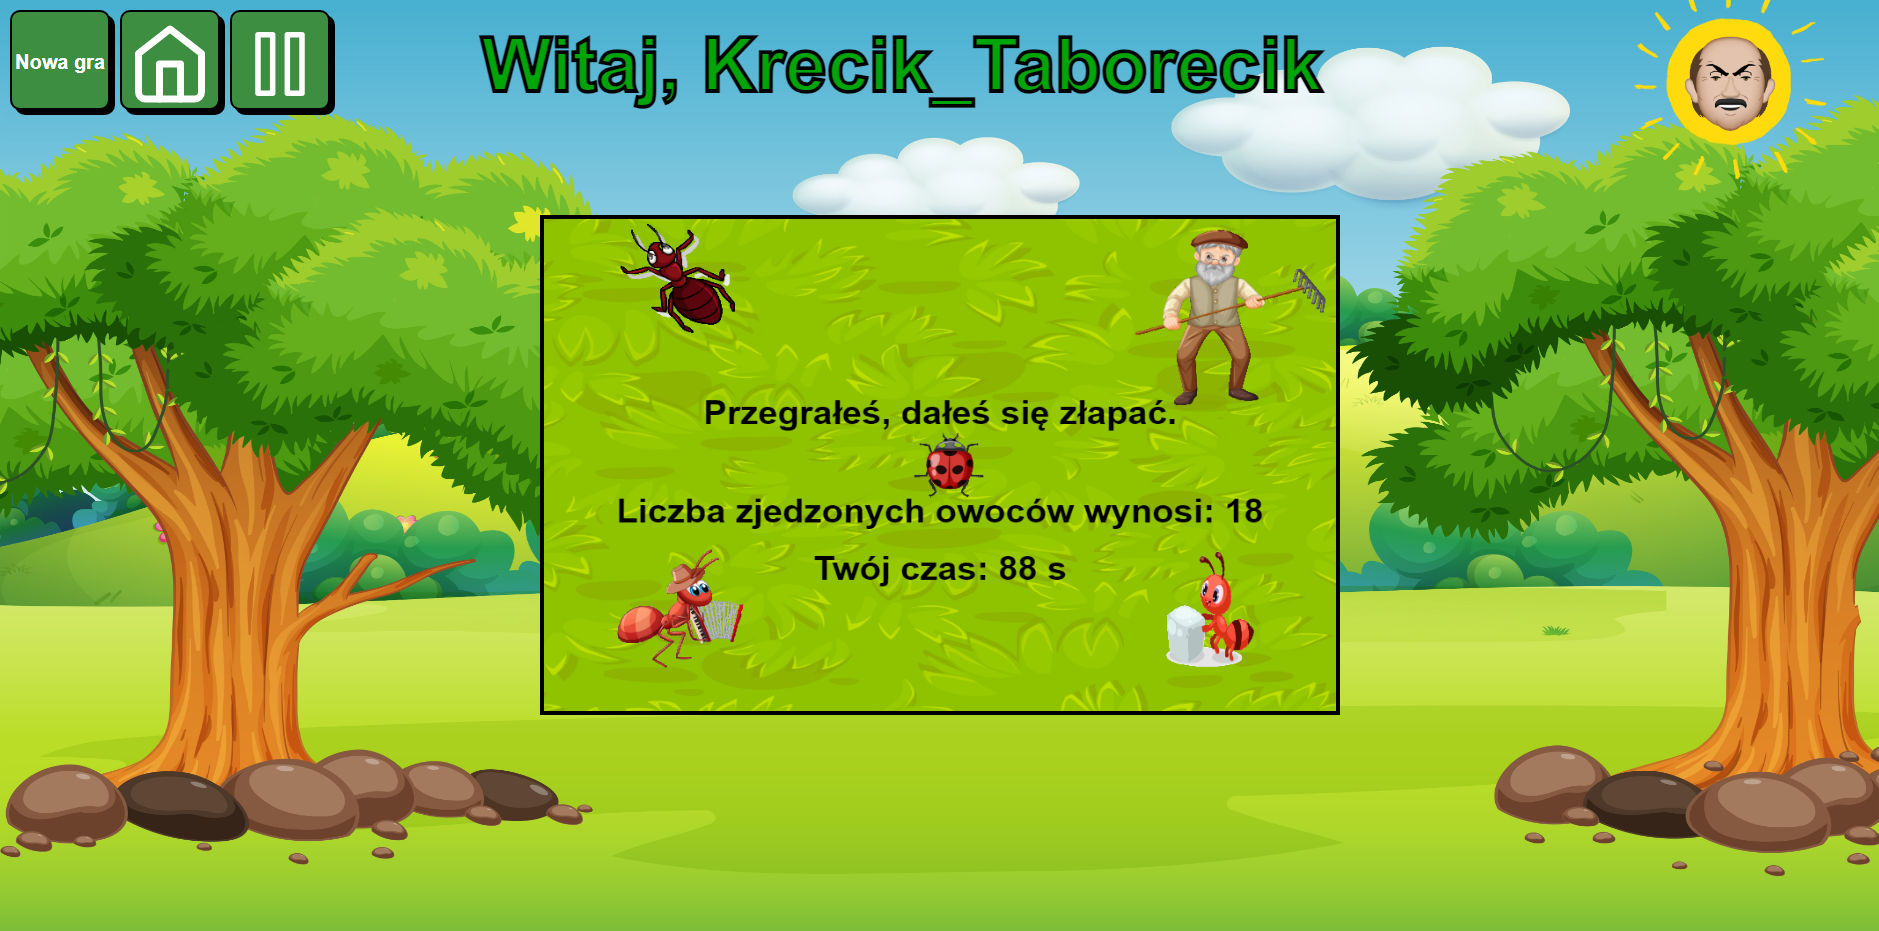 Nowa gra
Witaj, Krecik_Taborecik
Przegrałeś, dałeś się złapać.
Liczba zjedzonych owoców wynosi: 18
Twój czas: 88 s